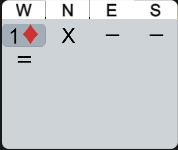 W N E S
1♦ X – –
=